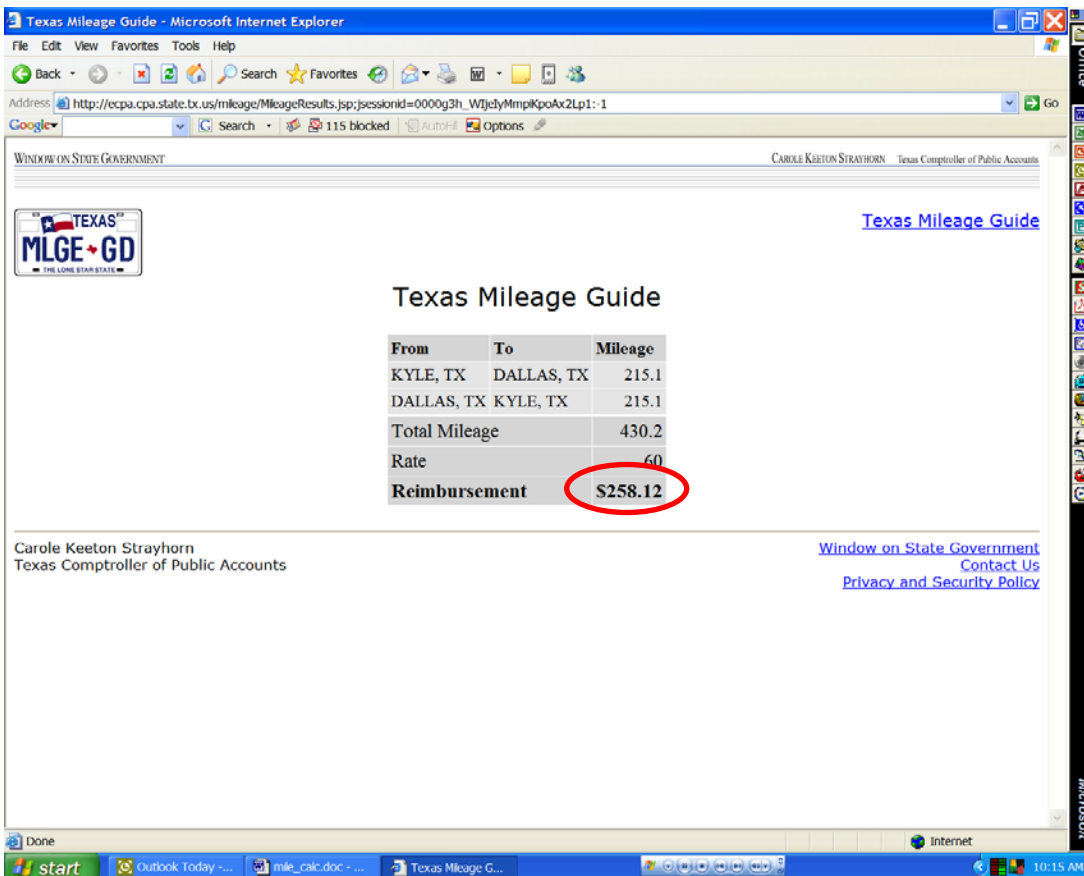 Texas Mileage Guide - Microsoft Internet Explorer
File Edit View Favorites Tools Help
Back Search Favorites
Address http://ecpa.cpa.state.tx.us/mileage/MileageResults.jsp;jsessionid=0000g3h_WIjeIyMmpiKpoAx2Lp1:-1 Go
Google Search 115 blocked AutoFill Options
WINDOW ON STATE GOVERNMENT CAROLE KEETON STRAYHORN Texas Comptroller of Public Accounts
TEXAS
MLGE GD
THE LONE STAR STATE
Texas Mileage Guide
Texas Mileage Guide
From To Mileage
KYLE, TX DALLAS, TX 215.1
DALLAS, TX KYLE, TX 215.1
Total Mileage 430.2
Rate 60
Reimbursement $258.12
Carole Keeton Strayhorn Window on State Government
Texas Comptroller of Public Accounts Contact Us
Privacy and Security Policy
Done Internet
start Outlook Today -... mile_calc.doc - ... Texas Mileage G... 10:15 AM